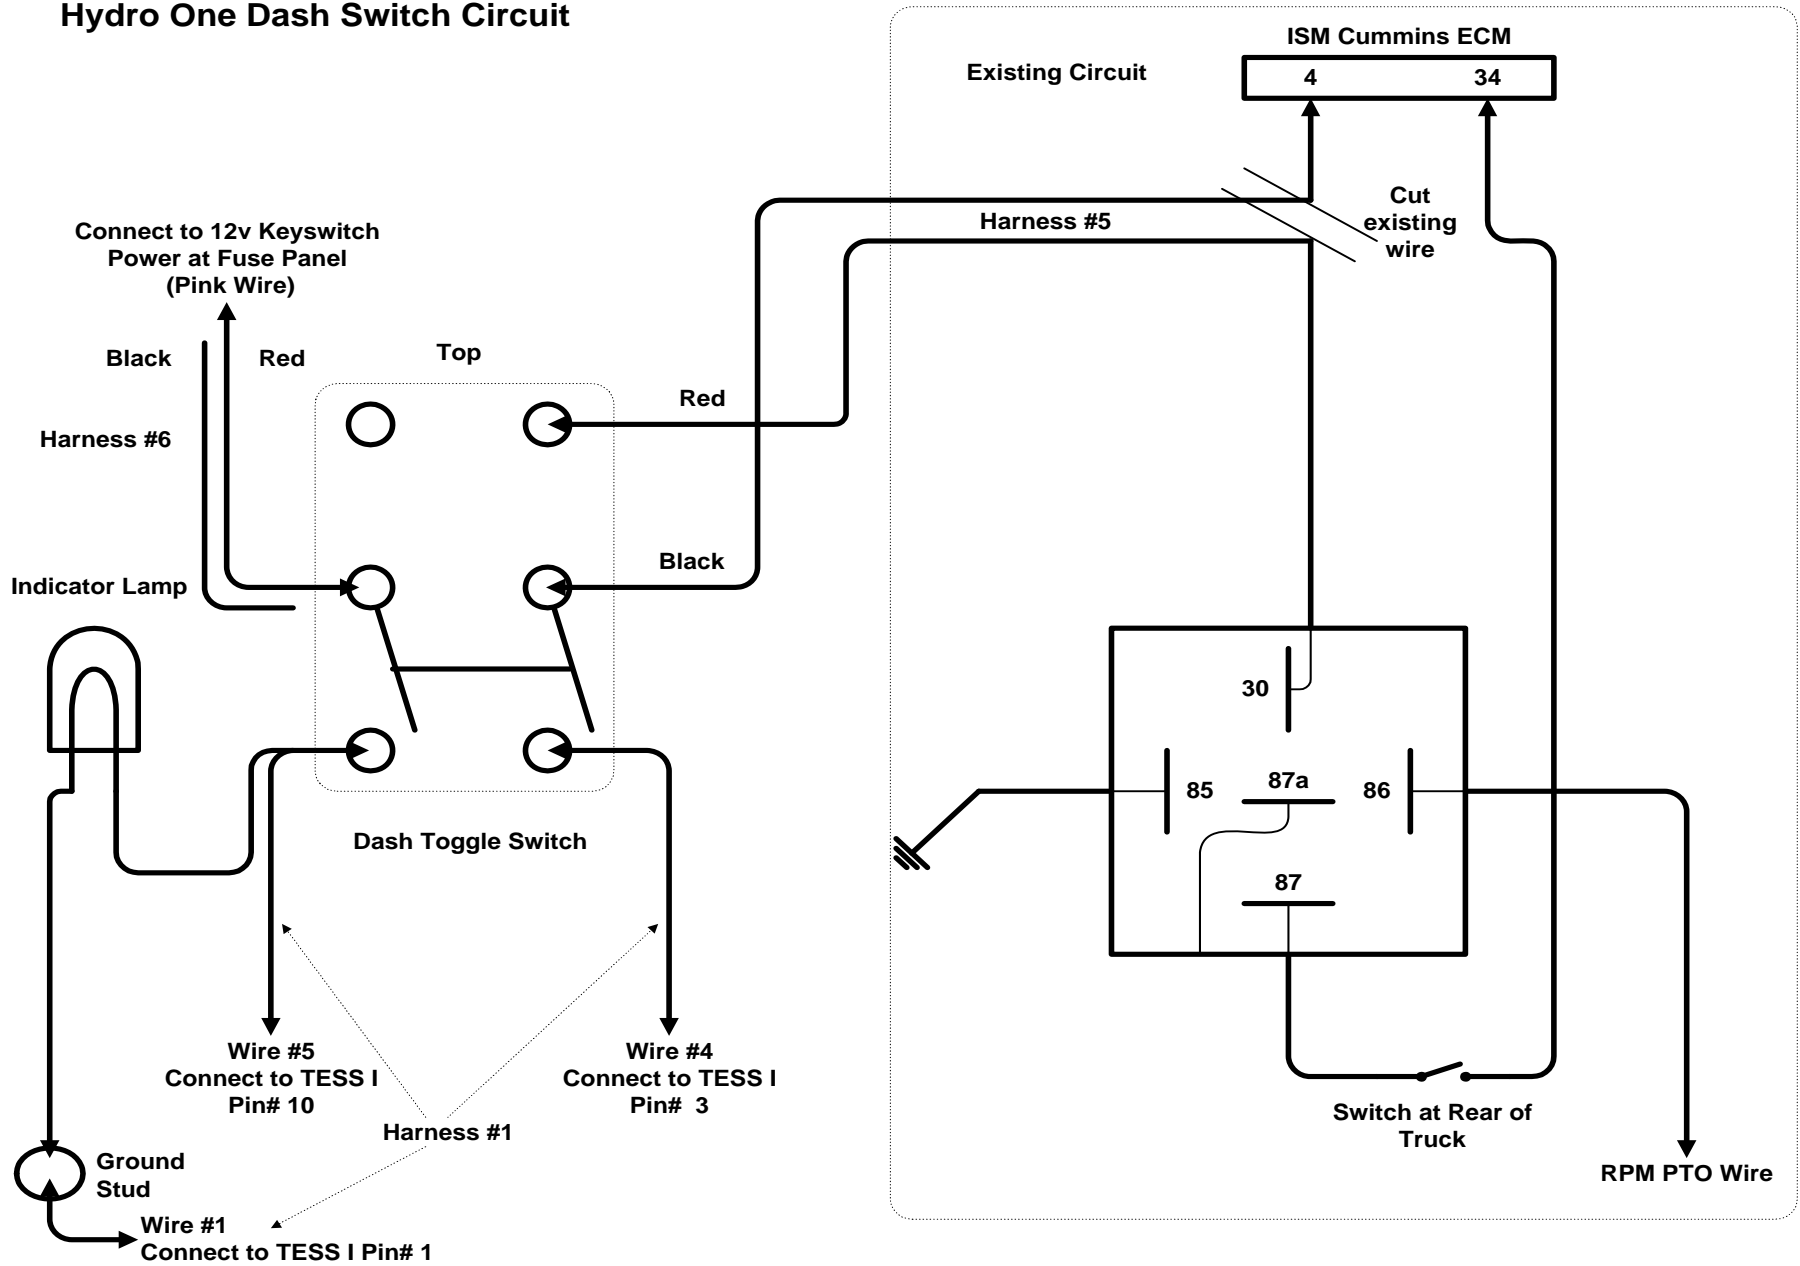 Hydro One Dash Switch Circuit
ISM Cummins ECM
Existing Circuit
4
34
Cut
existing
wire
Harness #5
Connect to 12v Keyswitch
Power at Fuse Panel
(Pink Wire)
Black
Red
Top
Red
Harness #6
Black
Indicator Lamp
30
85
87a
86
87
Dash Toggle Switch
Wire #5
Connect to TESS I
Pin# 10
Wire #4
Connect to TESS I
Pin# 3
Harness #1
Switch at Rear of
Truck
RPM PTO Wire
Ground
Stud
Wire #1
Connect to TESS I Pin# 1